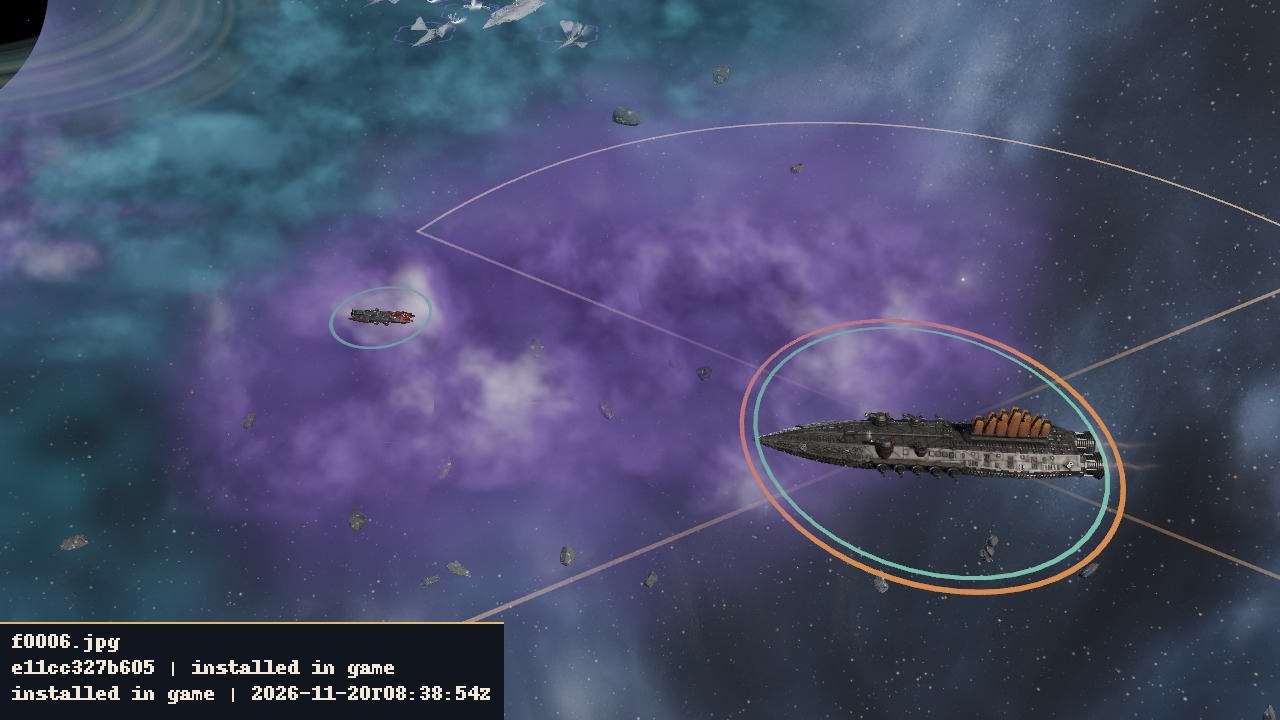 f0006.jpg
e11cc327b605 | installed in game
installed in game | 2026-11-20T08:38:54Z